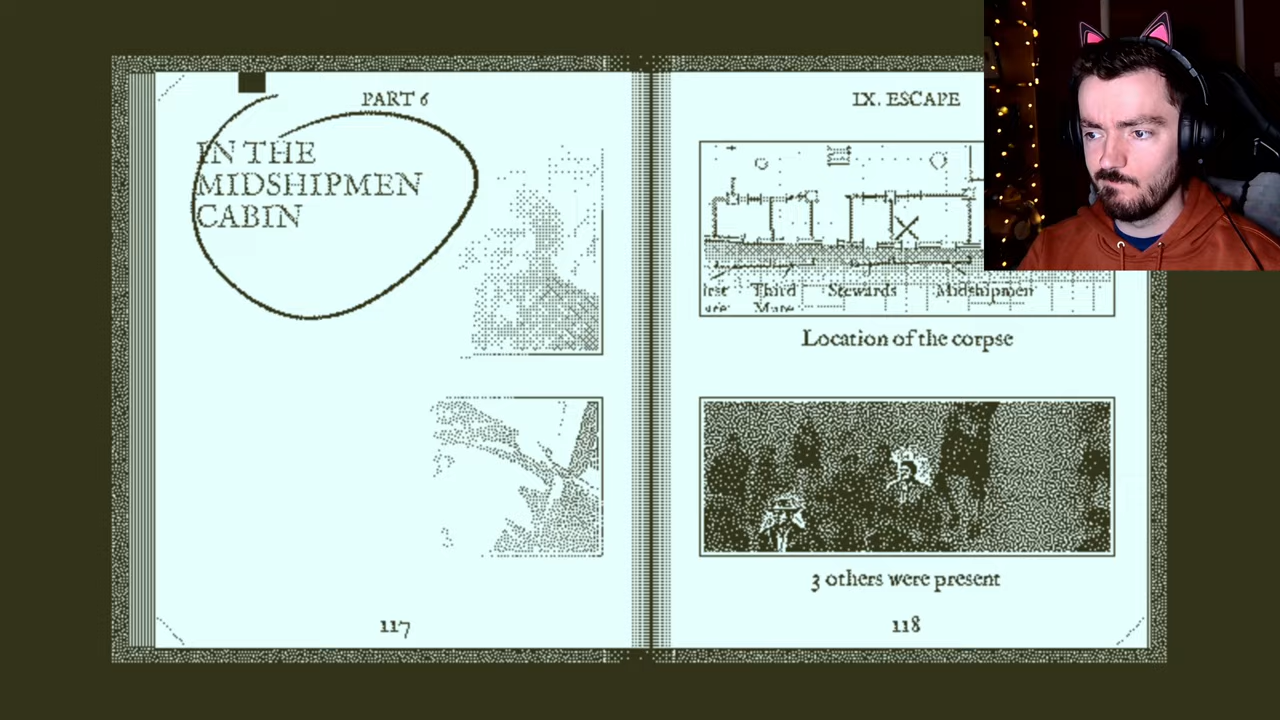 PART 6
IN THE
MIDSHIPMEN
CABIN
117
IX. ESCAPE
Third
Stewards
Midshipmen
Mate
Location of the corpse
3 others were present
118